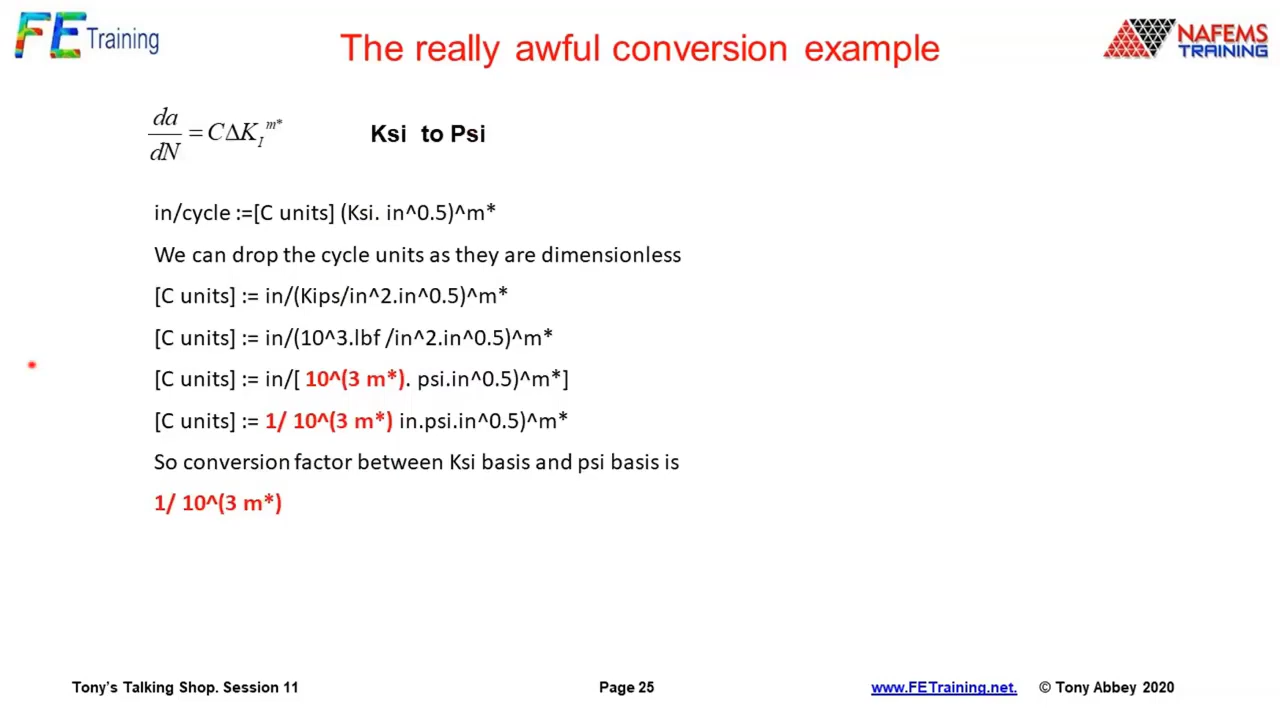 FE Training
The really awful conversion example
NAFEMS
TRAINING
da/dN = CΔK_I^m*
Ksi to Psi
in/cycle :=[C units] (Ksi. in^0.5)^m*
We can drop the cycle units as they are dimensionless
[C units] := in/(Kips/in^2.in^0.5)^m*
[C units] := in/(10^3.lbf /in^2.in^0.5)^m*
[C units] := in/[ 10^(3 m*). psi.in^0.5)^m*]
[C units] := 1/ 10^(3 m*) in.psi.in^0.5)^m*
So conversion factor between Ksi basis and psi basis is
1/ 10^(3 m*)
Tony's Talking Shop. Session 11
Page 25
www.FETraining.net. © Tony Abbey 2020